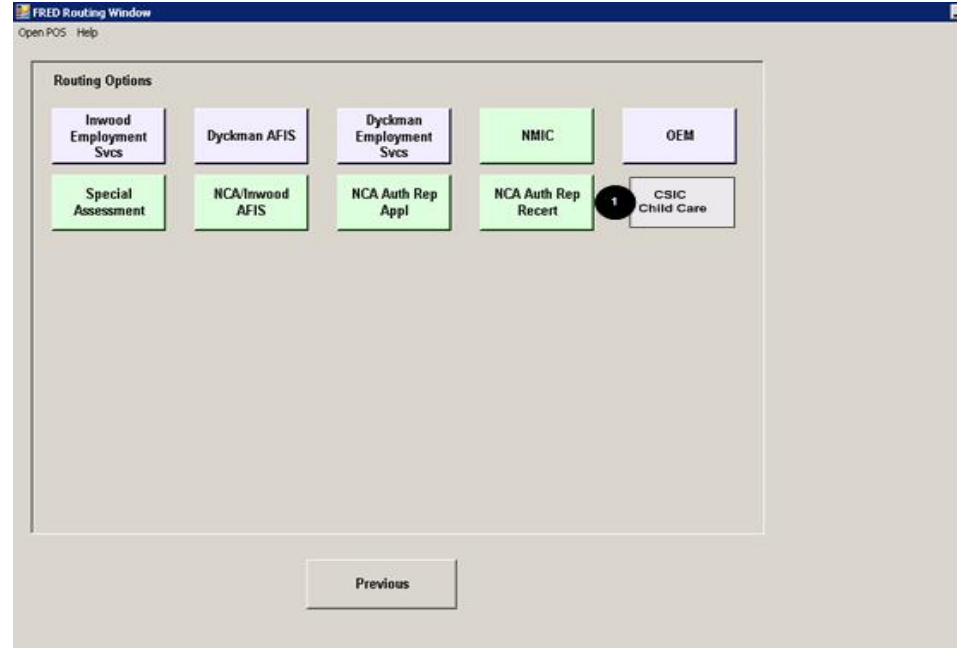 FRED Routing Window
Open POS Help
Routing Options
Inwood
Employment
Svcs
Dyckman AFIS
Dyckman
Employment
Svcs
NMIC
OEM
Special
Assessment
NCA/Inwood
AFIS
NCA Auth Rep
Appl
NCA Auth Rep
Recert
1
CSIC
Child Care
Previous